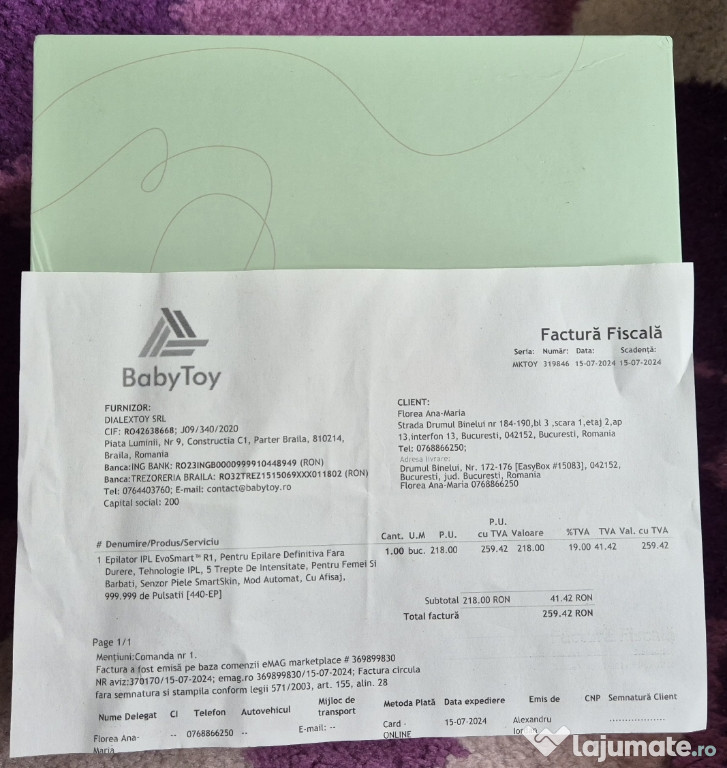 BabyToy
Factură Fiscală
Seria: Număr: Data: Scadență:
MKTOY 319846 15-07-2024 15-07-2024
FURNIZOR:
DIALEXTOY SRL
CIF: RO42638668; J09/340/2020
Piata Luminii, Nr 9, Constructia C1, Parter Braila, 810214,
Braila, Romania
Banca:ING BANK: RO23INGB0000999910448949 (RON)
Banca:TREZORERIA BRAILA: RO32TREZ1515069XXX011802 (RON)
Tel: 0764403760; E-mail: contact@babytoy.ro
Capital social: 200
CLIENT:
Florea Ana-Maria
Strada Drumul Binelui nr 184-190,bl 3 ,scara 1,etaj 2,ap
13,interfon 13, Bucuresti, 042152, Bucuresti, Romania
Tel: 0768866250;
Adresa livrare:
Drumul Binelui, Nr. 172-176 [EasyBox #15083], 042152,
Bucuresti, jud. Bucuresti, Romania
Florea Ana-Maria 0768866250
# Denumire/Produs/Serviciu Cant. U.M P.U. P.U. cu TVA Valoare %TVA TVA Val. cu TVA
1 Epilator IPL EvoSmart™ R1, Pentru Epilare Definitiva Fara 1.00 buc. 218.00 259.42 218.00 19.00 41.42 259.42
Durere, Tehnologie IPL, 5 Trepte De Intensitate, Pentru Femei Si
Barbati, Senzor Piele SmartSkin, Mod Automat, Cu Afisaj,
999.999 de Pulsatii [440-EP]
Subtotal 218.00 RON 41.42 RON
Total factură 259.42 RON
Page 1/1
Mențiuni:Comanda nr 1.
Factura a fost emisă pe baza comenzii eMAG marketplace # 369899830
NR aviz:370170/15-07-2024; emag.ro 369899830/15-07-2024; Factura circula
fara semnatura si stampila conform legii 571/2003, art. 155, alin. 28
Nume Delegat CI Telefon Autovehicul Mijloc de transport Metoda Plată Data expediere Emis de CNP Semnatură Client
Florea Ana- -- 0768866250 -- E-mail: -- Card - 15-07-2024 Alexandru ..................
Maria ONLINE
lajumate.ro